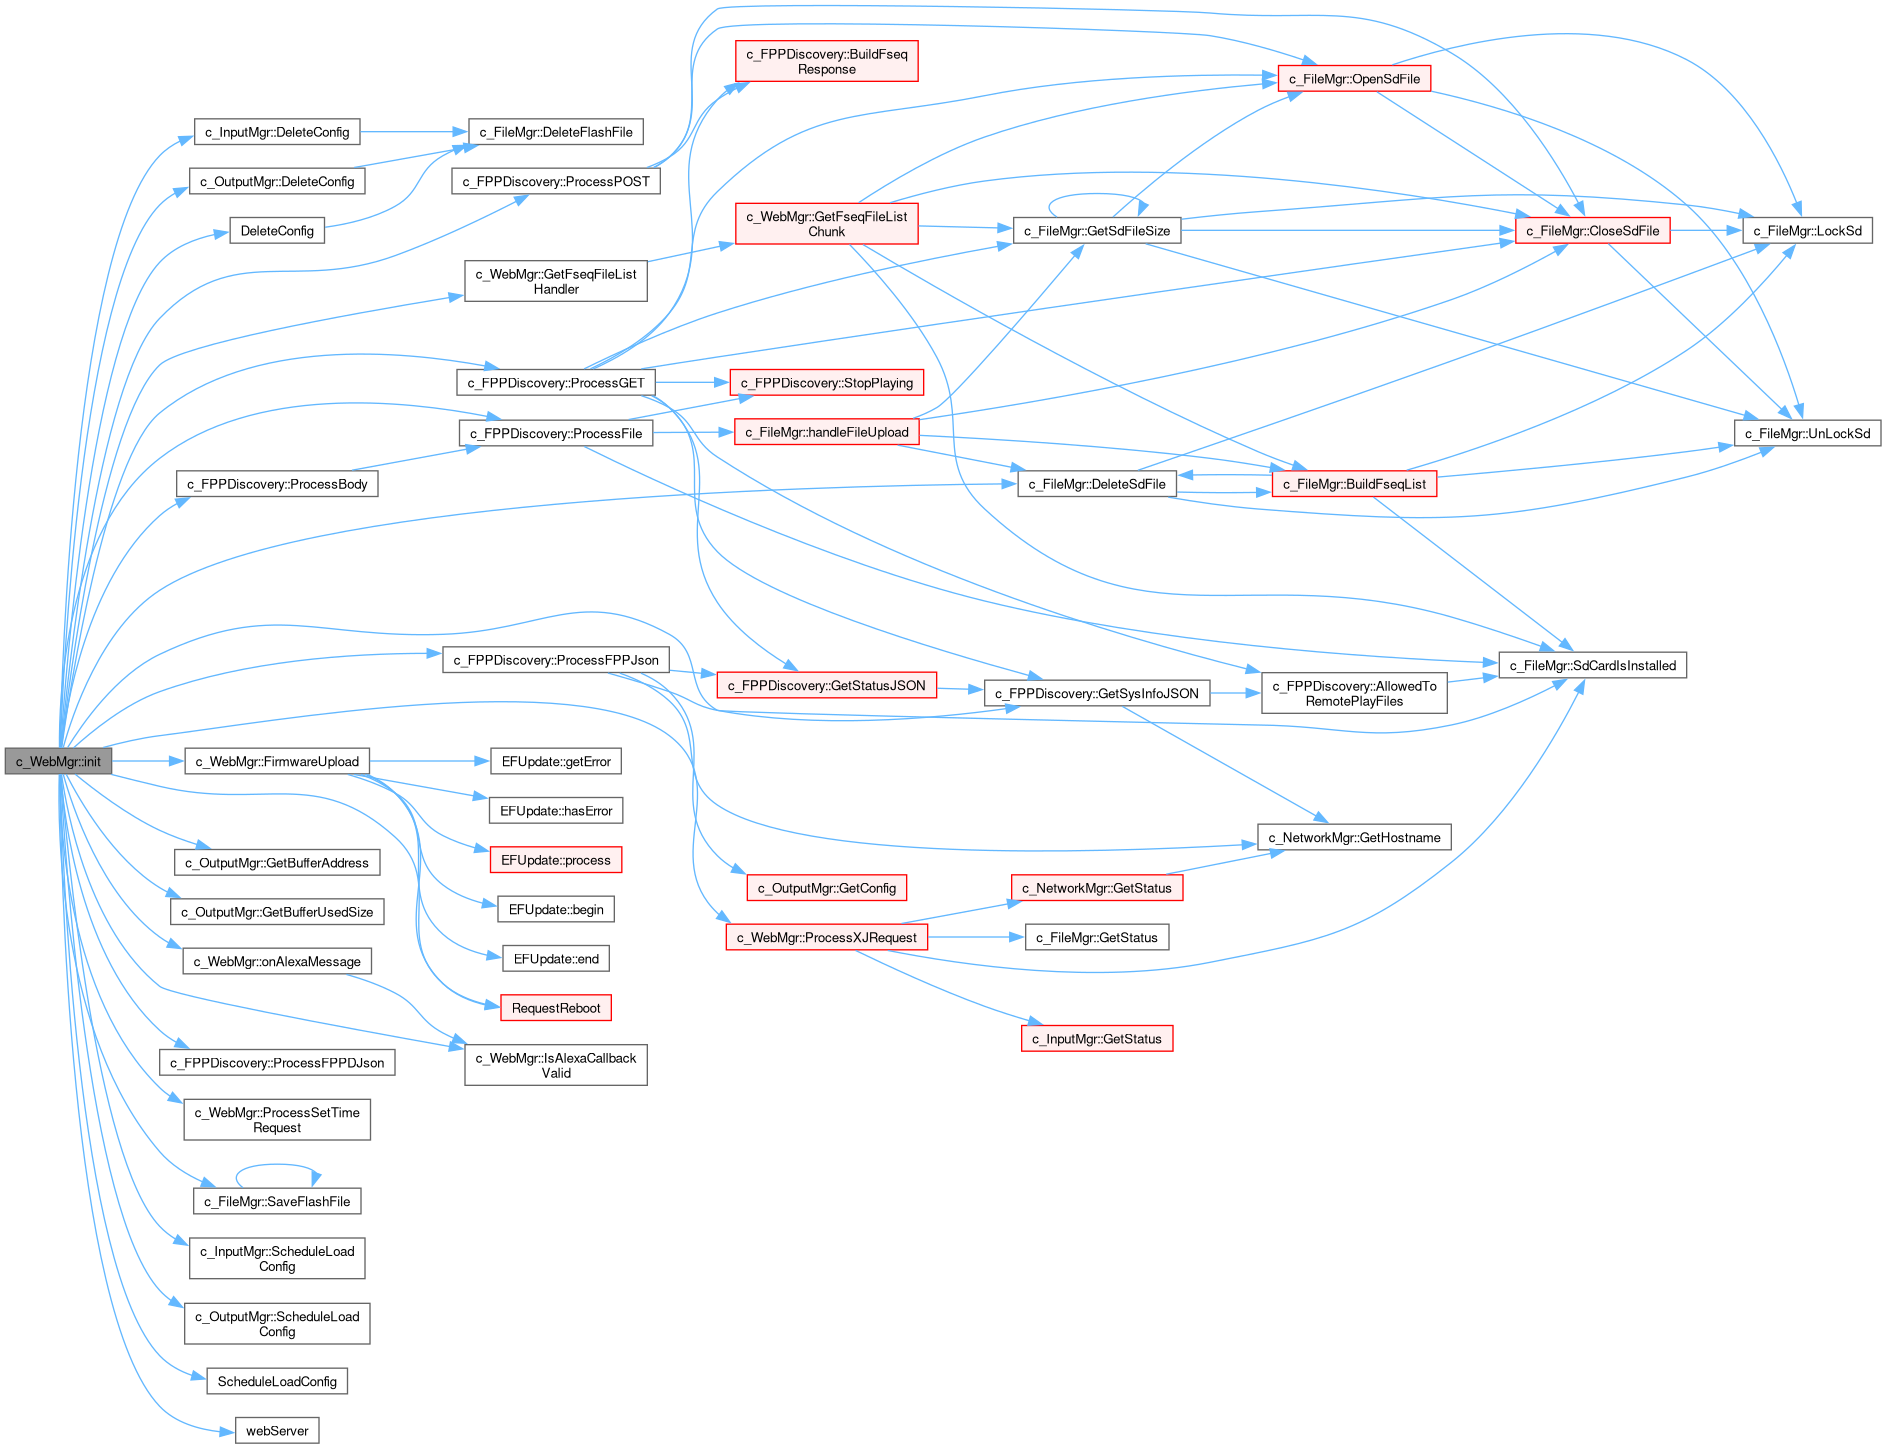 c_FPPDiscovery::BuildFseq
Response
c_FileMgr::OpenSdFile
c_InputMgr::DeleteConfig
c_FileMgr::DeleteFlashFile
c_OutputMgr::DeleteConfig
c_FPPDiscovery::ProcessPOST
DeleteConfig
c_WebMgr::GetFseqFileList
Chunk
c_FileMgr::GetSdFileSize
c_FileMgr::CloseSdFile
c_FileMgr::LockSd
c_WebMgr::GetFseqFileList
Handler
c_FPPDiscovery::ProcessGET
c_FPPDiscovery::StopPlaying
c_FPPDiscovery::ProcessFile
c_FileMgr::handleFileUpload
c_FileMgr::UnLockSd
c_FPPDiscovery::ProcessBody
c_FileMgr::DeleteSdFile
c_FileMgr::BuildFseqList
c_FPPDiscovery::ProcessFPPJson
c_FPPDiscovery::GetStatusJSON
c_FPPDiscovery::GetSysInfoJSON
c_FPPDiscovery::AllowedTo
RemotePlayFiles
c_FileMgr::SdCardIsInstalled
c_WebMgr::init
c_WebMgr::FirmwareUpload
EFUpdate::getError
EFUpdate::hasError
c_OutputMgr::GetBufferAddress
EFUpdate::process
c_NetworkMgr::GetHostname
c_OutputMgr::GetConfig
c_NetworkMgr::GetStatus
c_OutputMgr::GetBufferUsedSize
EFUpdate::begin
c_WebMgr::ProcessXJRequest
c_FileMgr::GetStatus
c_WebMgr::onAlexaMessage
EFUpdate::end
RequestReboot
c_InputMgr::GetStatus
c_FPPDiscovery::ProcessFPPDJson
c_WebMgr::IsAlexaCallback
Valid
c_WebMgr::ProcessSetTime
Request
c_FileMgr::SaveFlashFile
c_InputMgr::ScheduleLoad
Config
c_OutputMgr::ScheduleLoad
Config
ScheduleLoadConfig
webServer